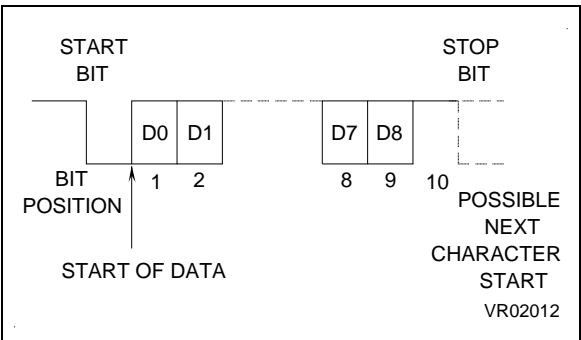 START
BIT
STOP
BIT
D0 D1 D7 D8
BIT
POSITION
1 2 8 9 10
START OF DATA
POSSIBLE
NEXT
CHARACTER
START
VR02012